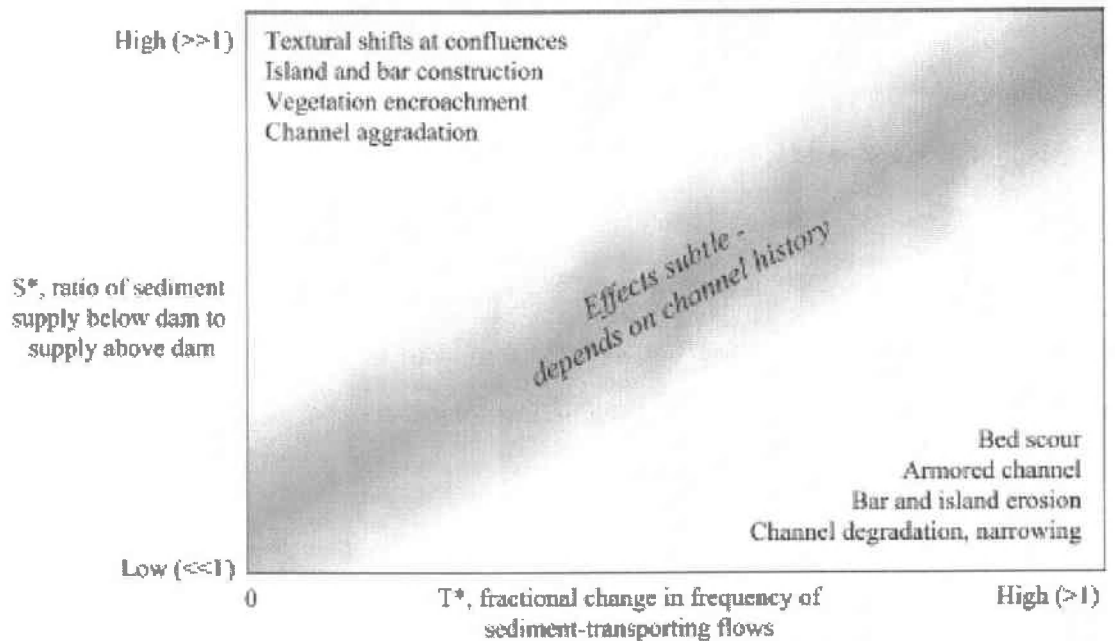 High (>>1)
Textural shifts at confluences
Island and bar construction
Vegetation encroachment
Channel aggradation
Effects subtle -
depends on channel history
S*, ratio of sediment
supply below dam to
supply above dam
Bed scour
Armored channel
Bar and island erosion
Channel degradation, narrowing
Low (<<1)
0
T*, fractional change in frequency of
sediment-transporting flows
High (>1)